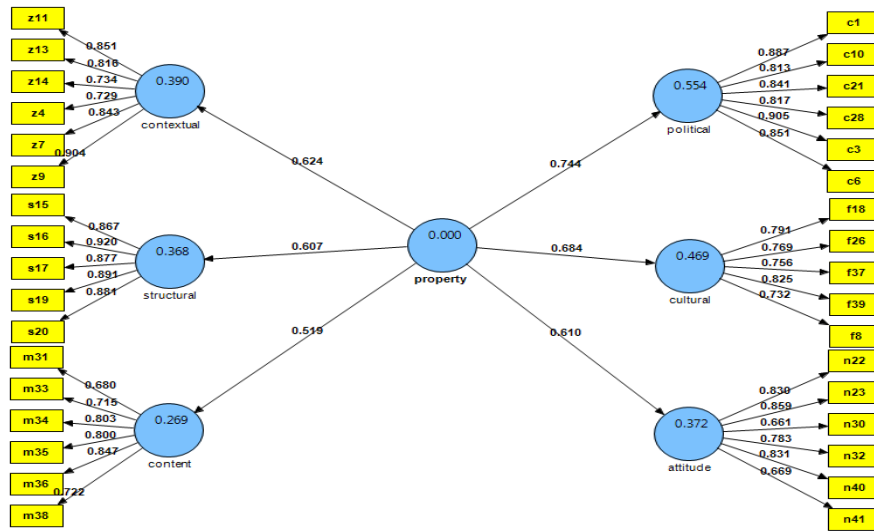 z11
z13
z14
z4
z7
z9
s15
s16
s17
s19
s20
m31
m33
m34
m35
m36
m38
0.851
0.816
0.734
0.729
0.843
0.904
0.867
0.920
0.877
0.891
0.881
0.680
0.715
0.803
0.800
0.847
0.722
0.390
contextual
0.368
structural
0.269
content
0.624
0.607
0.519
0.000
property
0.744
0.684
0.610
0.554
political
0.469
cultural
0.372
attitude
0.887
0.813
0.841
0.817
0.905
0.851
0.791
0.769
0.756
0.825
0.732
0.830
0.859
0.661
0.783
0.831
0.669
c1
c10
c21
c28
c3
c6
f18
f26
f37
f39
f8
n22
n23
n30
n32
n40
n41